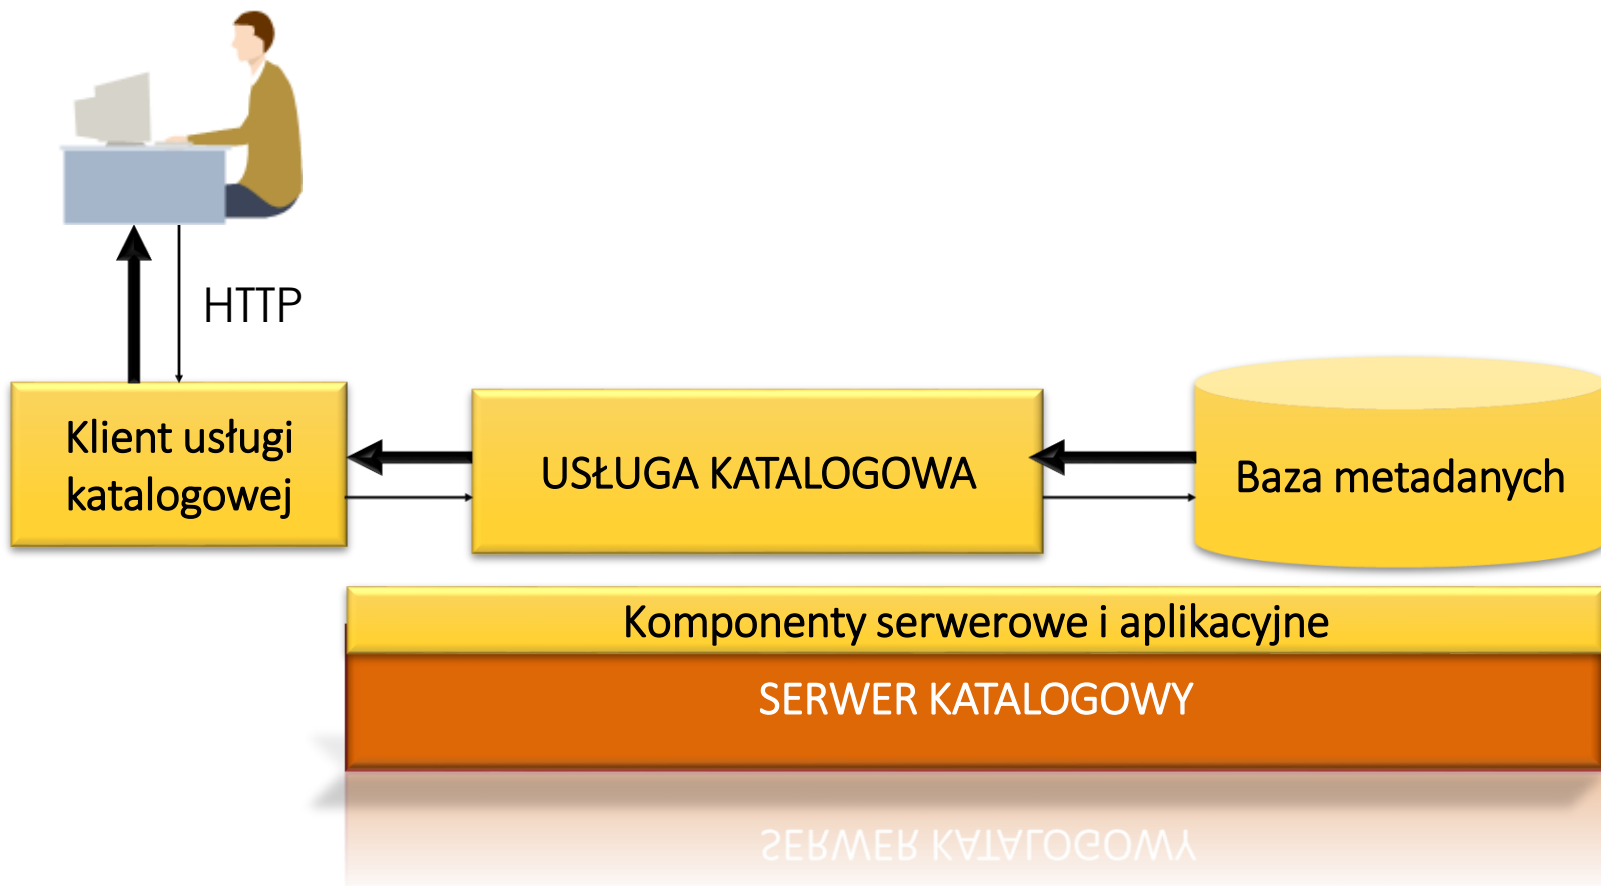 HTTP
Klient usługi
katalogowej
USŁUGA KATALOGOWA
Baza metadanych
Komponenty serwerowe i aplikacyjne
SERWER KATALOGOWY